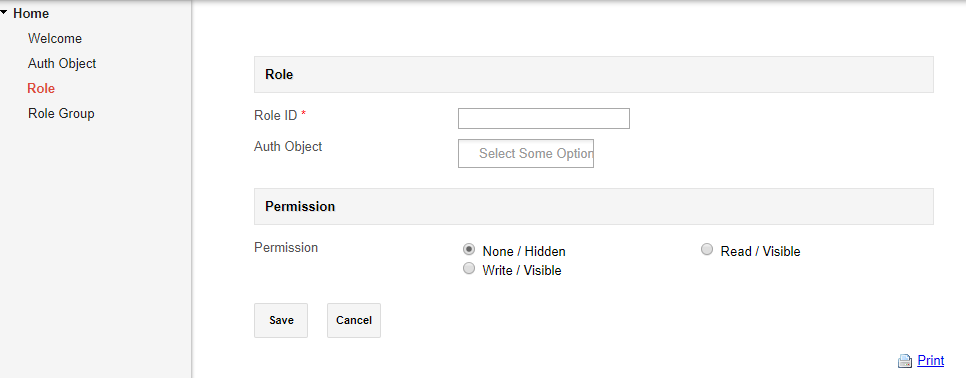 Home
Welcome
Auth Object
Role
Role Group
Role
Role ID *
Auth Object
Select Some Option
Permission
Permission
None / Hidden
Read / Visible
Write / Visible
Save
Cancel
Print